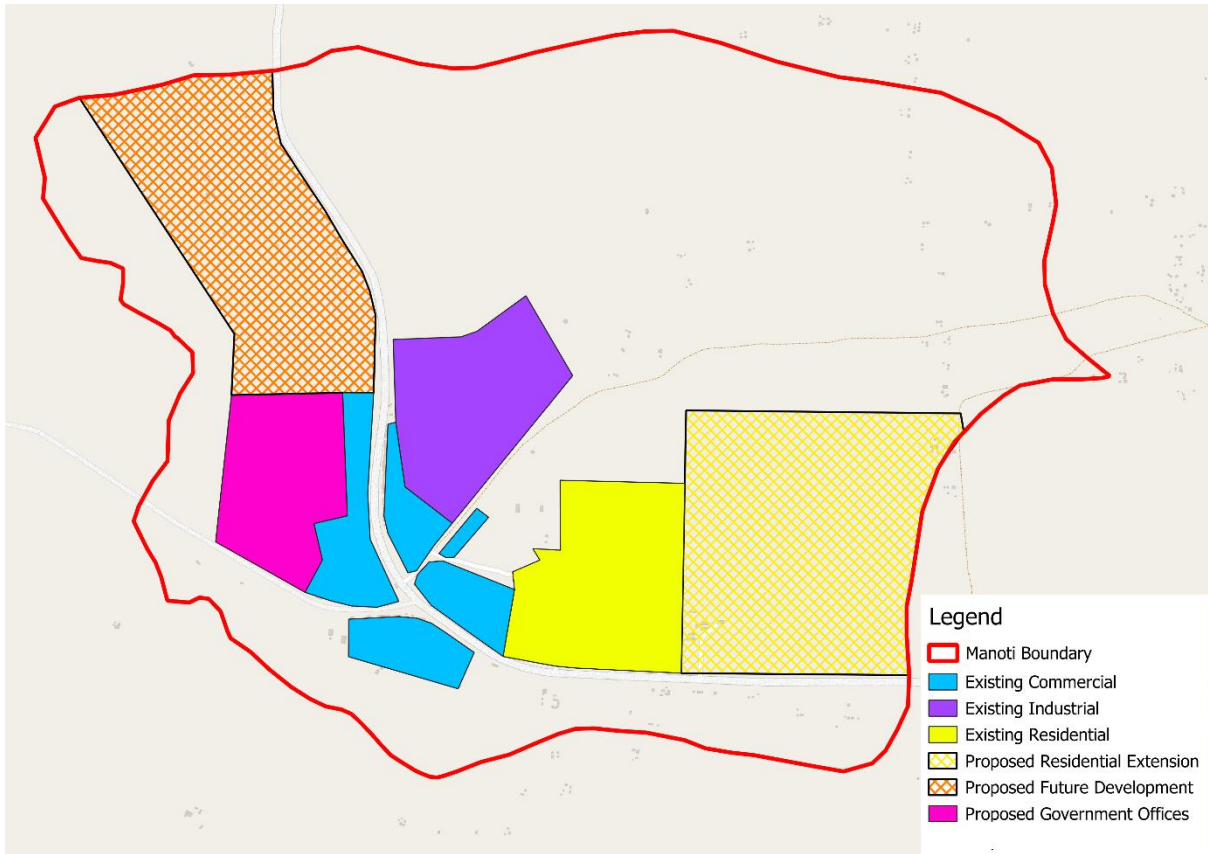 Legend
Manoti Boundary
Existing Commercial
Existing Industrial
Existing Residential
Proposed Residential Extension
Proposed Future Development
Proposed Government Offices